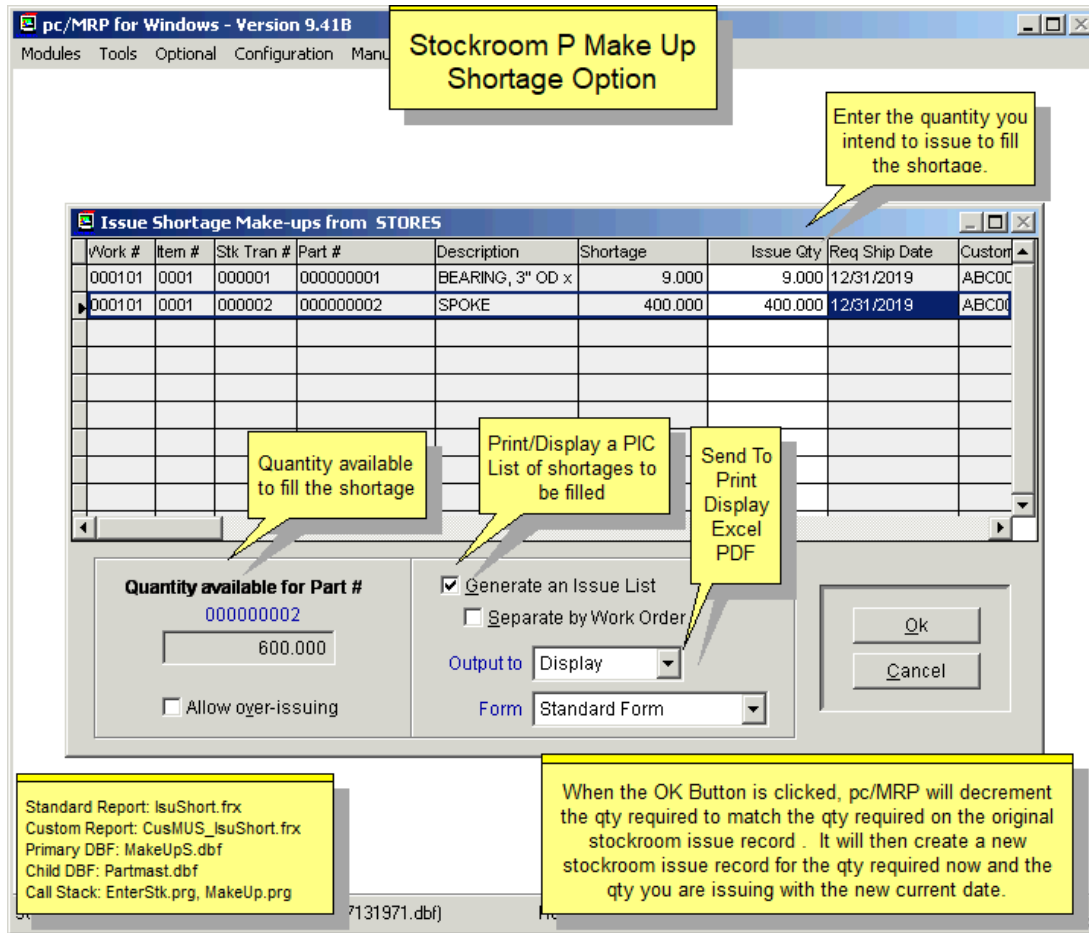 pc/MRP for Windows - Version 9.41B
Modules Tools Optional Configuration
Stockroom P Make Up
Shortage Option
Enter the quantity you
intend to issue to fill
the shortage.
Issue Shortage Make-ups from STORES
Work # Item # Stk Tran # Part # Description Shortage Issue Qty Req Ship Date Custom
000101 0001 000001 000000001 BEARING, 3" OD x 9.000 9.000 12/31/2019
000101 0001 000002 000000002 SPOKE 400.000 400.000 12/31/2019
Quantity available
to fill the shortage
Print/Display a PIC
List of shortages to
be filled
Send To
Print
Display
Excel
PDF
Quantity available for Part #
000000002
600.000
Allow over-issuing
Generate an Issue List
Separate by Work Order
Output to Display
Form Standard Form
Ok
Cancel
Standard Report: IsuShort.frx
Custom Report: CusMUS_IsuShort.frx
Primary DBF: MakeUpS.dbf
Child DBF: Partmast.dbf
Call Stack: EnterStk.prg, MakeUp.prg
When the OK Button is clicked, pc/MRP will decrement
the qty required to match the qty required on the original
stockroom issue record . It will then create a new
stockroom issue record for the qty required now and the
qty you are issuing with the new current date.
7131971.dbf)